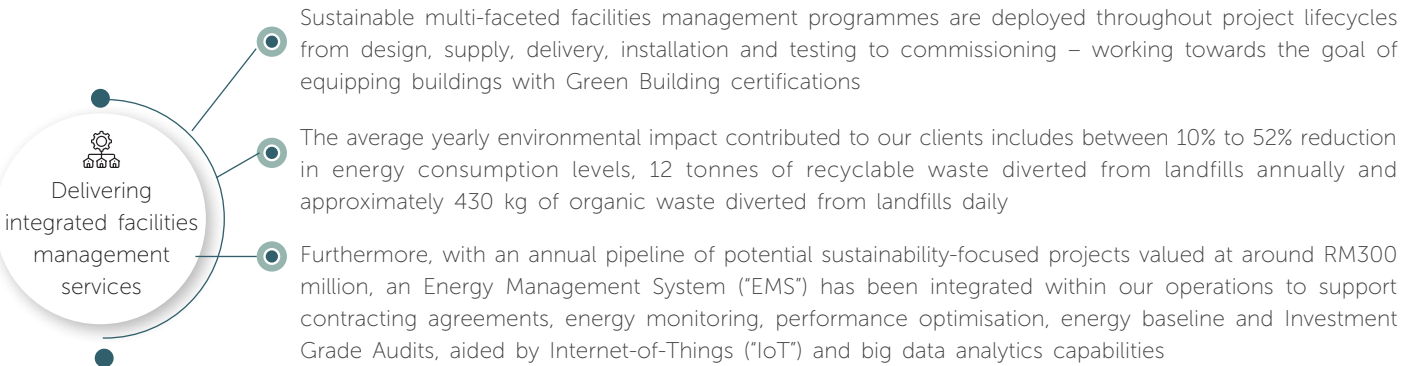 Delivering
integrated facilities
management
services
Sustainable multi-faceted facilities management programmes are deployed throughout project lifecycles
from design, supply, delivery, installation and testing to commissioning – working towards the goal of
equipping buildings with Green Building certifications
The average yearly environmental impact contributed to our clients includes between 10% to 52% reduction
in energy consumption levels, 12 tonnes of recyclable waste diverted from landfills annually and
approximately 430 kg of organic waste diverted from landfills daily
Furthermore, with an annual pipeline of potential sustainability-focused projects valued at around RM300
million, an Energy Management System (“EMS”) has been integrated within our operations to support
contracting agreements, energy monitoring, performance optimisation, energy baseline and Investment
Grade Audits, aided by Internet-of-Things (“IoT”) and big data analytics capabilities